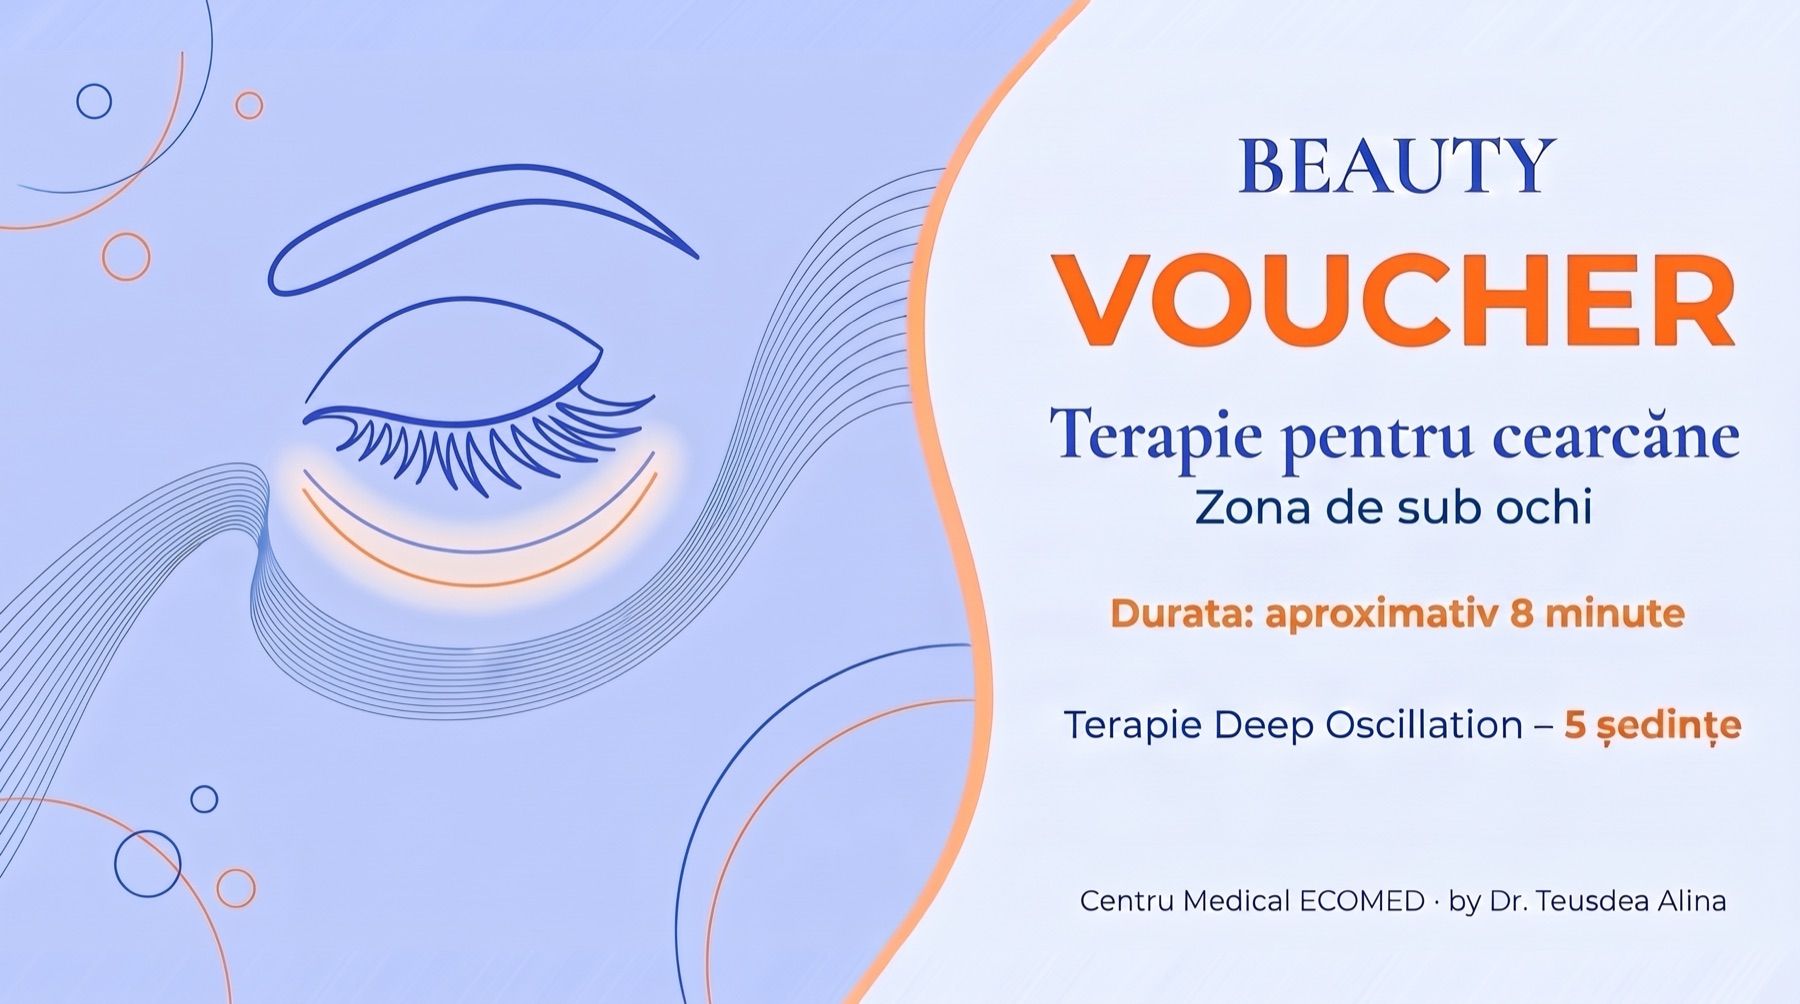 BEAUTY
VOUCHER
Terapie pentru cearcăne
Zona de sub ochi
Durata: aproximativ 8 minute
Terapie Deep Oscillation – 5 ședințe
Centru Medical ECOMED · by Dr. Teusdea Alina